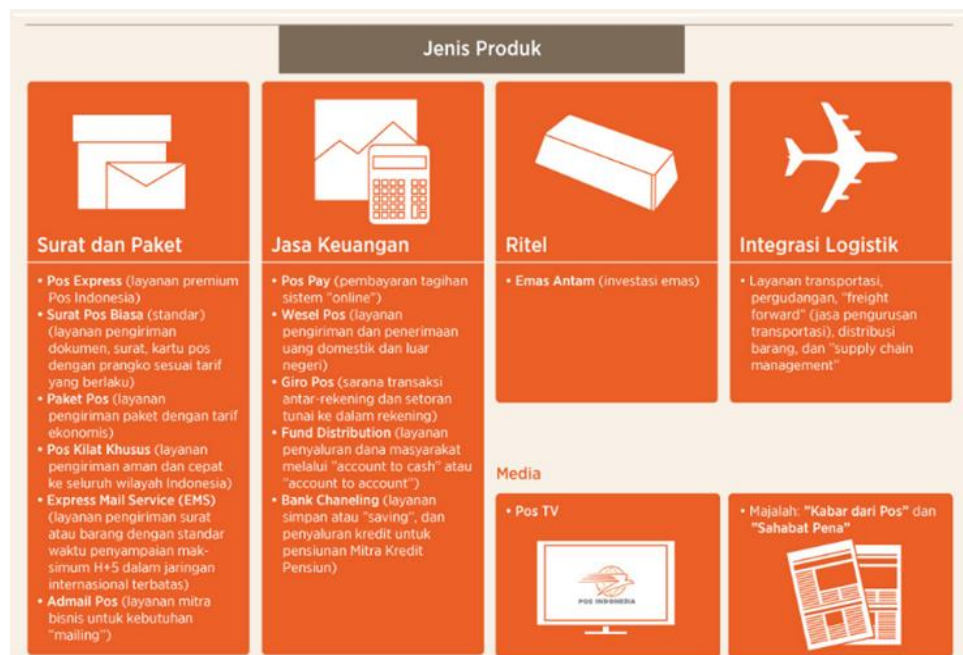 Jenis Produk
Surat dan Paket
• Pos Express (layanan premium
Pos Indonesia)
• Surat Pos Biasa (standar)
(layanan pengiriman
dokumen, surat, kartu pos
dengan prangko sesuai tarif
yang berlaku)
• Paket Pos (layanan
pengiriman paket dengan tarif
ekonomis)
• Pos Kilat Khusus (layanan
pengiriman aman dan cepat
ke seluruh wilayah Indonesia)
• Express Mail Service (EMS)
(layanan pengiriman surat
atau barang dengan standar
waktu penyampaian mak-
simum H+5 dalam jaringan
internasional terbatas)
• Admail Pos (layanan mitra
bisnis untuk kebutuhan
"mailing")
Jasa Keuangan
• Pos Pay (pembayaran tagihan
sistem "online")
• Wesel Pos (layanan
pengiriman dan penerimaan
uang domestik dan luar
negeri)
• Giro Pos (sarana transaksi
antar-rekening dan setoran
tunai ke dalam rekening)
• Fund Distribution (layanan
penyaluran dana masyarakat
melalui "account to cash" atau
"account to account")
• Bank Chaneling (layanan
simpan atau "saving", dan
penyaluran kredit untuk
pensiunan Mitra Kredit
Pensiun)
Ritel
• Emas Antam (investasi emas)
Integrasi Logistik
• Layanan transportasi,
pergudangan, "freight
forward" (jasa pengurusan
transportasi), distribusi
barang, dan "supply chain
management"
Media
• Pos TV
POS INDONESIA
• Majalah: "Kabar dari Pos" dan
"Sahabat Pena"